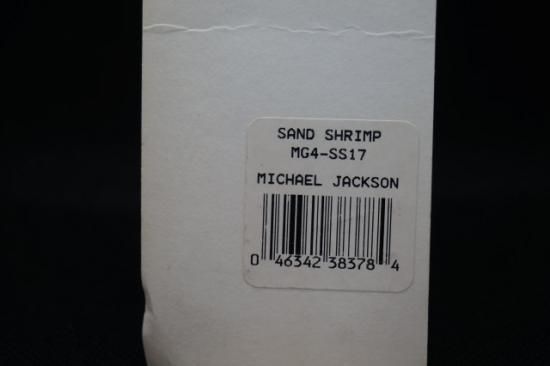 SAND SHRIMP
MG4-SS17
MICHAEL JACKSON
0 46342 38378 4